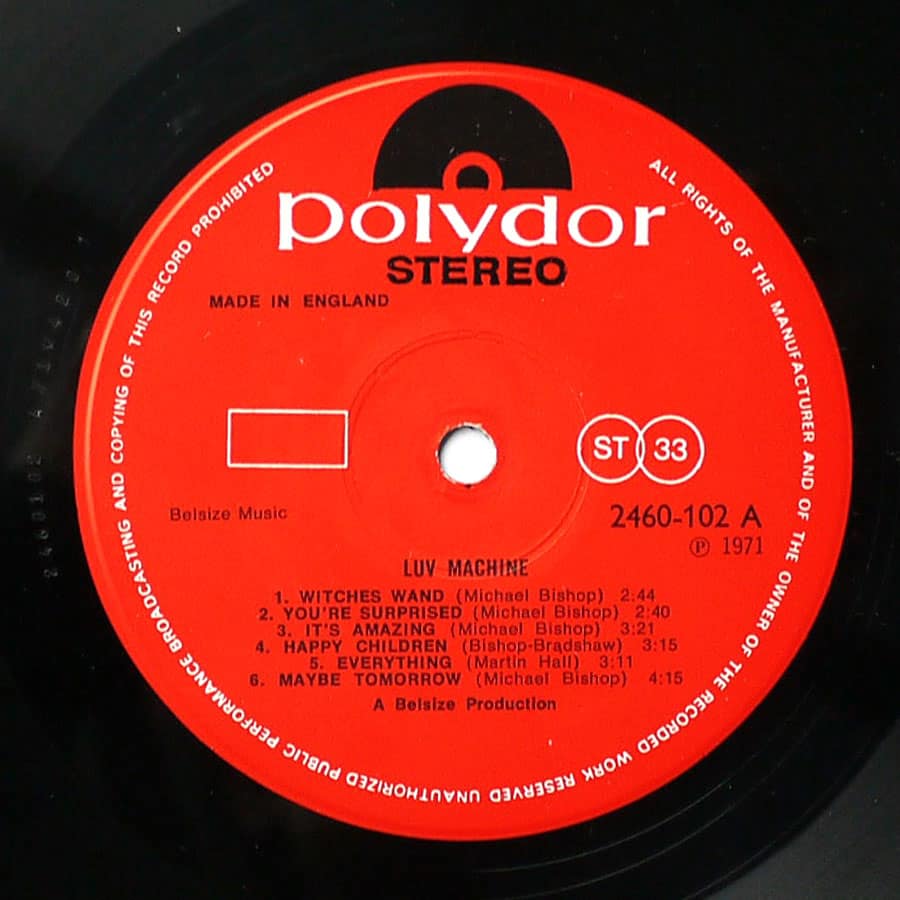 polydor
STEREO
MADE IN ENGLAND
ST 33
Belsize Music
2460-102 A
Ⓟ 1971
LUV MACHINE
1. WITCHES WAND (Michael Bishop) 2:44
2. YOU'RE SURPRISED (Michael Bishop) 2:40
3. IT'S AMAZING (Michael Bishop) 3:21
4. HAPPY CHILDREN (Bishop-Bradshaw) 3:15
5. EVERYTHING (Martin Hall) 3:11
6. MAYBE TOMORROW (Michael Bishop) 4:15
A Belsize Production
ALL RIGHTS OF THE MANUFACTURER AND OF THE OWNER OF THE RECORDED WORK RESERVED UNAUTHORIZED PUBLIC PERFORMANCE BROADCASTING AND COPYING OF THIS RECORD PROHIBITED